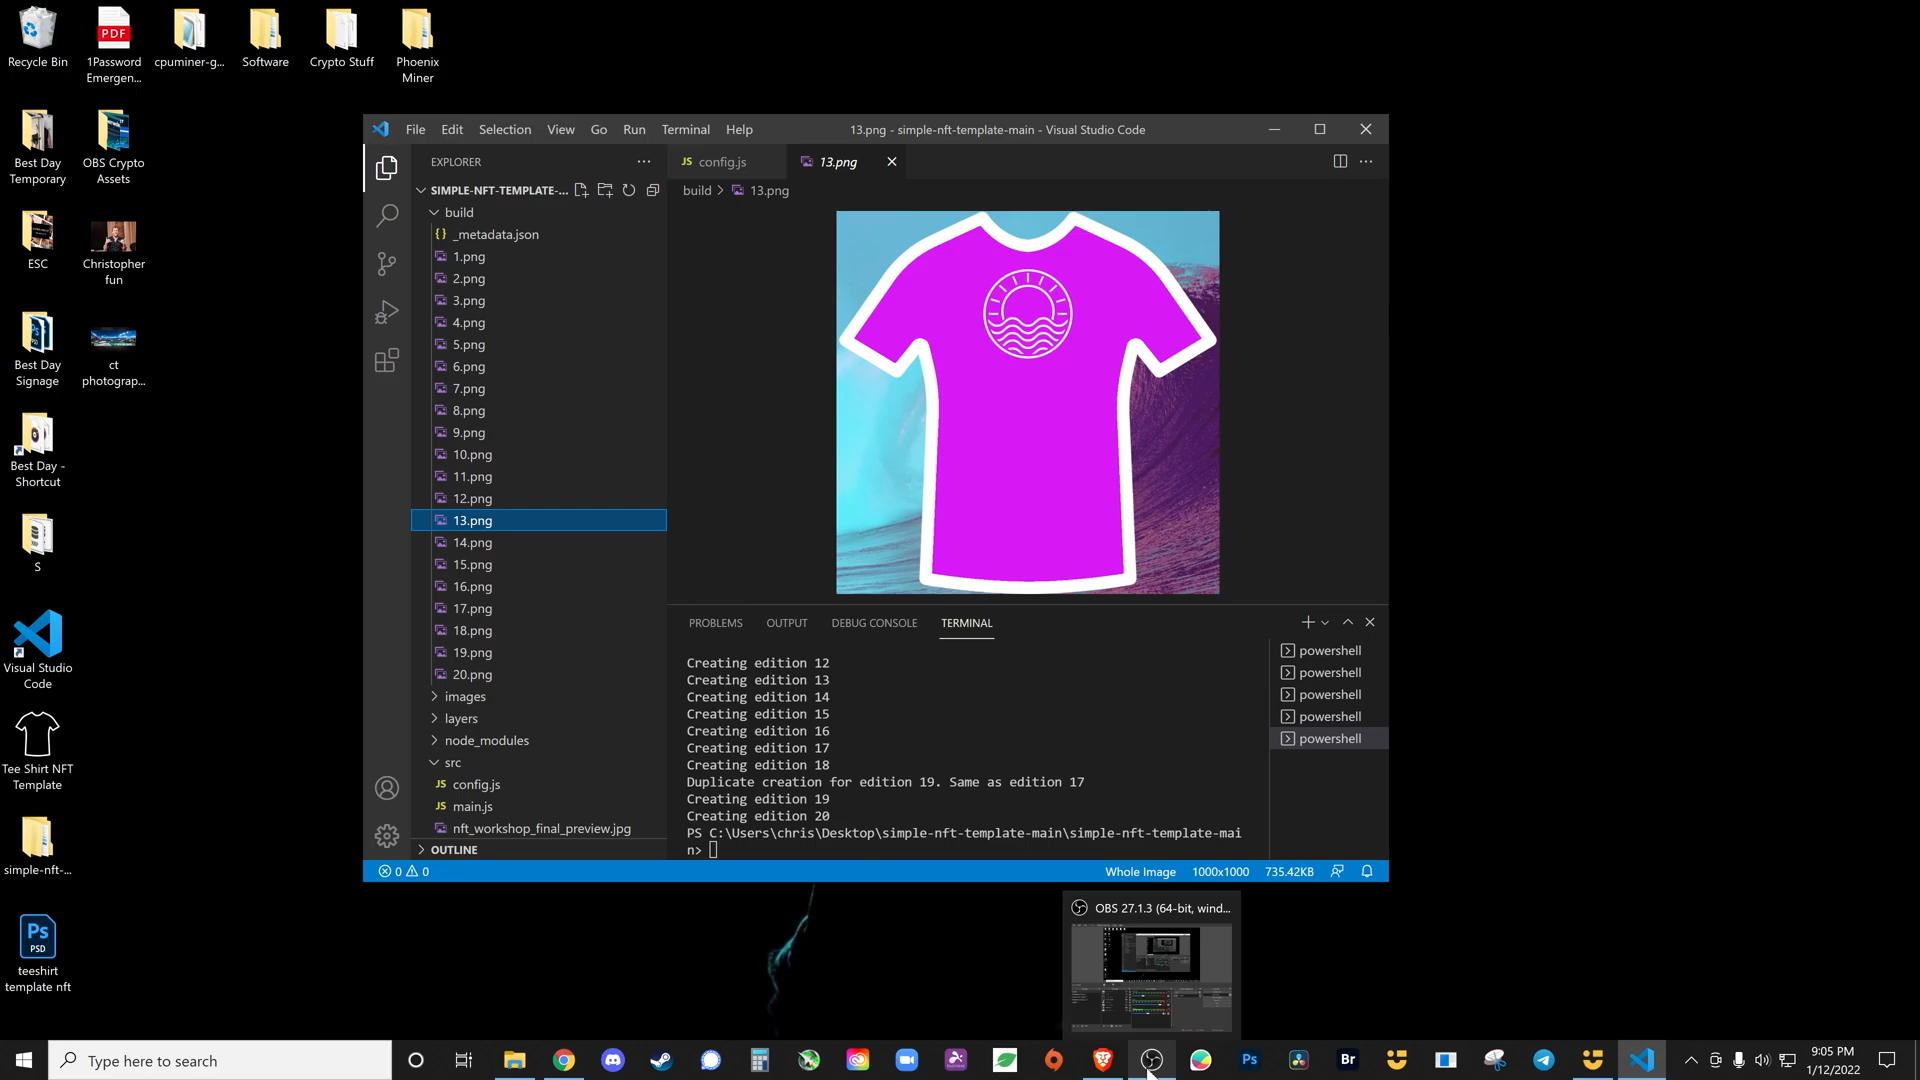 Recycle Bin
1Password
Emergen...
cpuminer-g...
Software
Crypto Stuff
Phoenix
Miner
Best Day
Temporary
OBS Crypto
Assets
ESC
Christopher
fun
Best Day
Signage
ct
photograp...
Best Day -
Shortcut
S
Visual Studio
Code
Tee Shirt NFT
Template
simple-nft-...
teeshirt
template nft
PDF
Ps
PSD
File Edit Selection View Go Run Terminal Help
13.png - simple-nft-template-main - Visual Studio Code
EXPLORER
SIMPLE-NFT-TEMPLATE-...
build
{} _metadata.json
1.png
2.png
3.png
4.png
5.png
6.png
7.png
8.png
9.png
10.png
11.png
12.png
13.png
14.png
15.png
16.png
17.png
18.png
19.png
20.png
images
layers
node_modules
src
JS config.js
JS main.js
nft_workshop_final_preview.jpg
OUTLINE
JS config.js
13.png
build > 13.png
PROBLEMS OUTPUT DEBUG CONSOLE TERMINAL
Creating edition 12
Creating edition 13
Creating edition 14
Creating edition 15
Creating edition 16
Creating edition 17
Creating edition 18
Duplicate creation for edition 19. Same as edition 17
Creating edition 19
Creating edition 20
PS C:\Users\chris\Desktop\simple-nft-template-main\simple-nft-template-mai
n>
powershell
powershell
powershell
powershell
powershell
0 0
Whole Image 1000x1000 735.42KB
OBS 27.1.3 (64-bit, wind...
Type here to search
Ps
Br
9:05 PM
1/12/2022